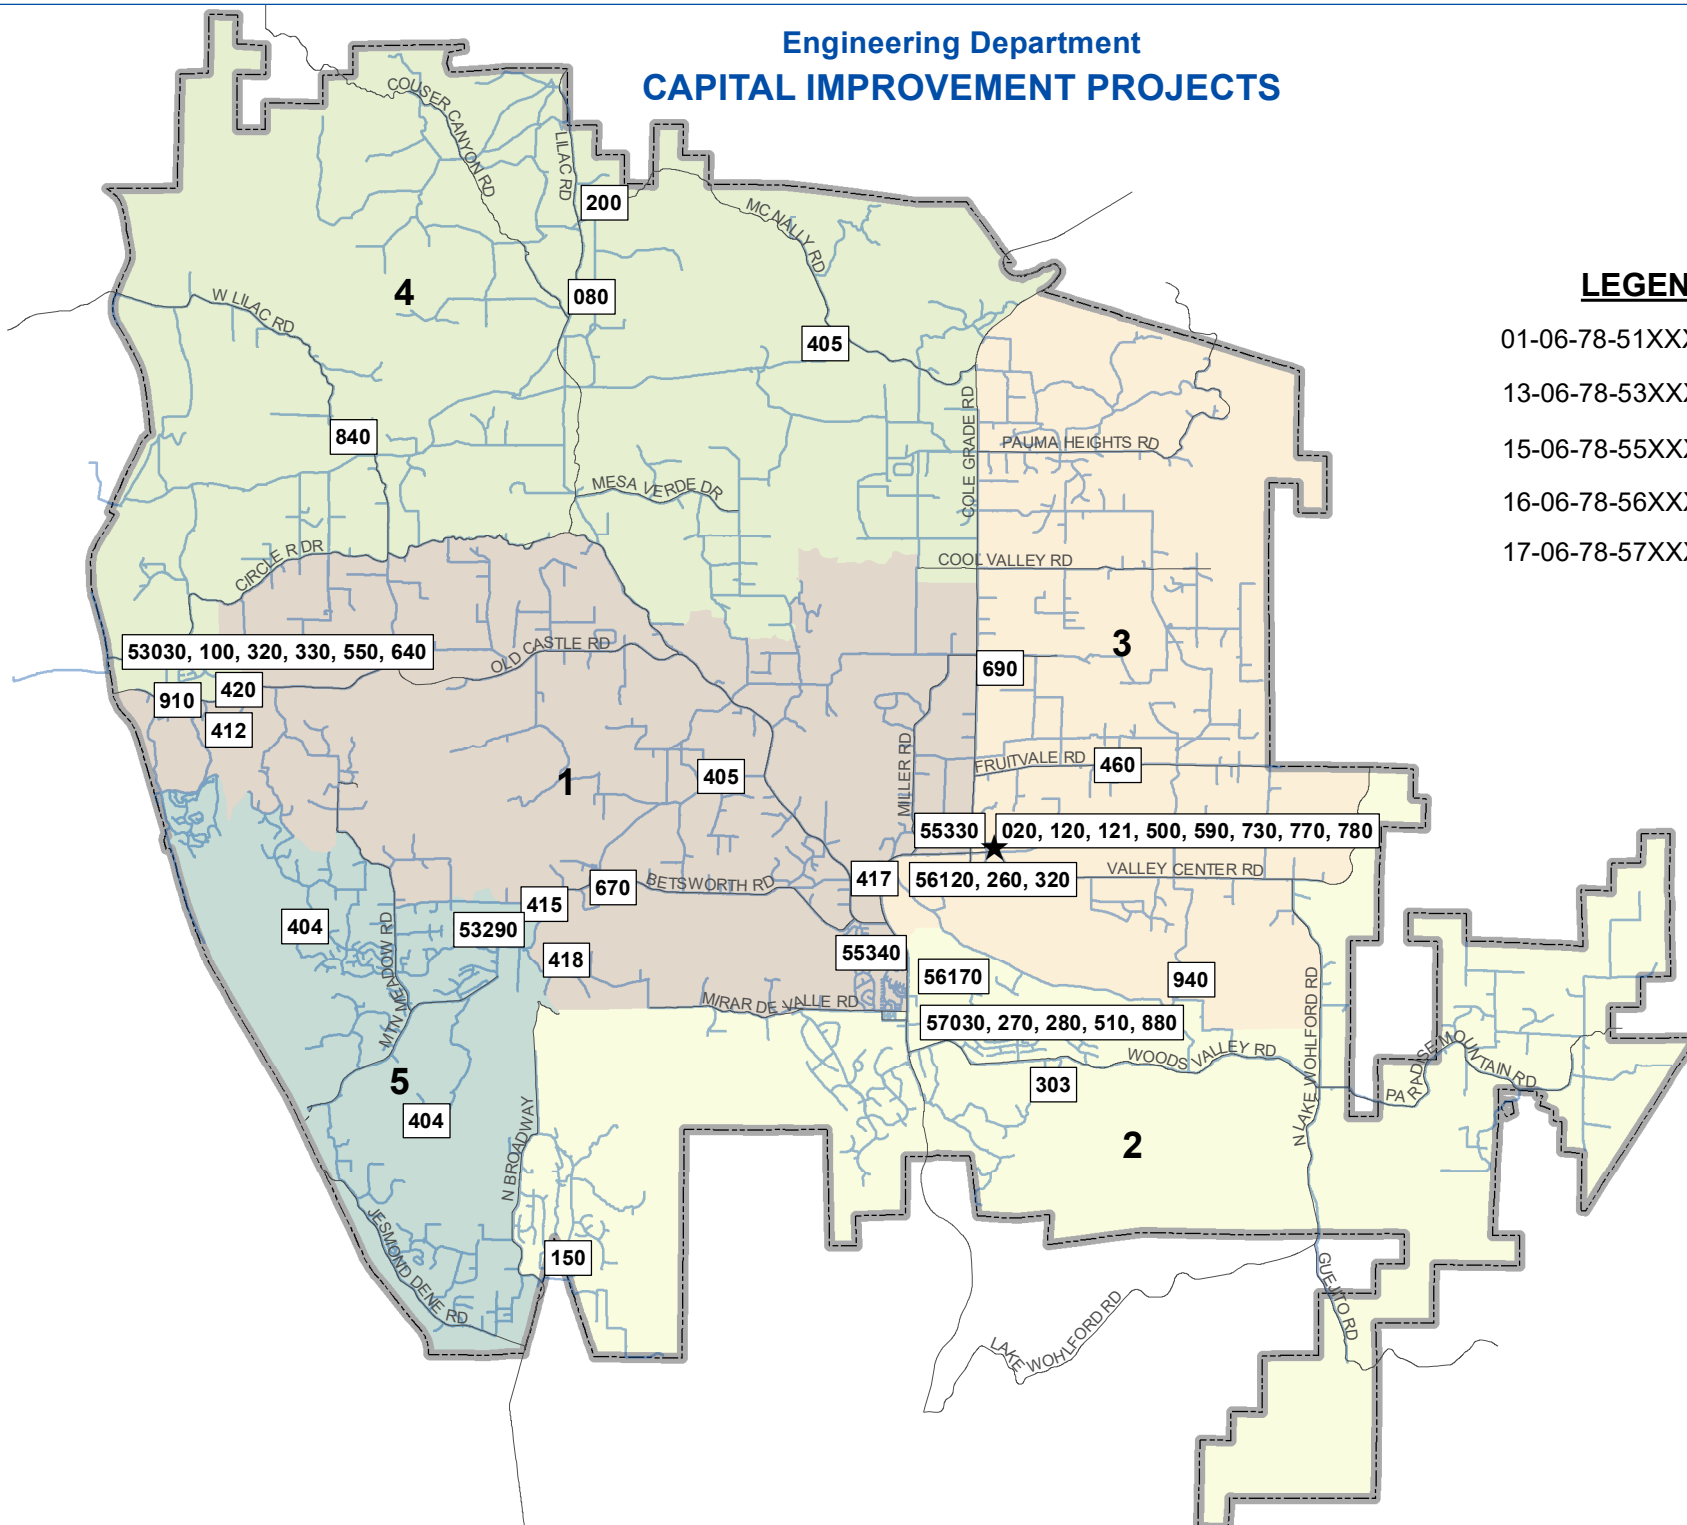 Engineering Department
CAPITAL IMPROVEMENT PROJECTS
COUSER CANYON RD
LILAC RD
200
MC NALLY RD
4
080
W LILAC RD
LEGEN
01-06-78-51XXX
405
13-06-78-53XXX
840
COLE GRADE RD
PAUMA HEIGHTS RD
15-06-78-55XXX
MESA VERDE DR
16-06-78-56XXX
CIRCLE R DR
COOL VALLEY RD
17-06-78-57XXX
53030, 100, 320, 330, 550, 640
OLD CASTLE RD
3
690
910
420
412
1
405
MILLER RD
FRUITVALE RD
460
55330
020, 120, 121, 500, 590, 730, 770, 780
670
BETSWORTH RD
417
56120, 260, 320
VALLEY CENTER RD
415
404
53290
MTN MEADOW RD
418
55340
56170
940
MIRAR DE VALLE RD
57030, 270, 280, 510, 880
N LAKE WOHLFORD RD
WOODS VALLEY RD
PARADISE MOUNTAIN RD
5
303
404
2
N BROADWAY
JESMOND DENE RD
150
GUEJITO RD
LAKE WOHLFORD RD